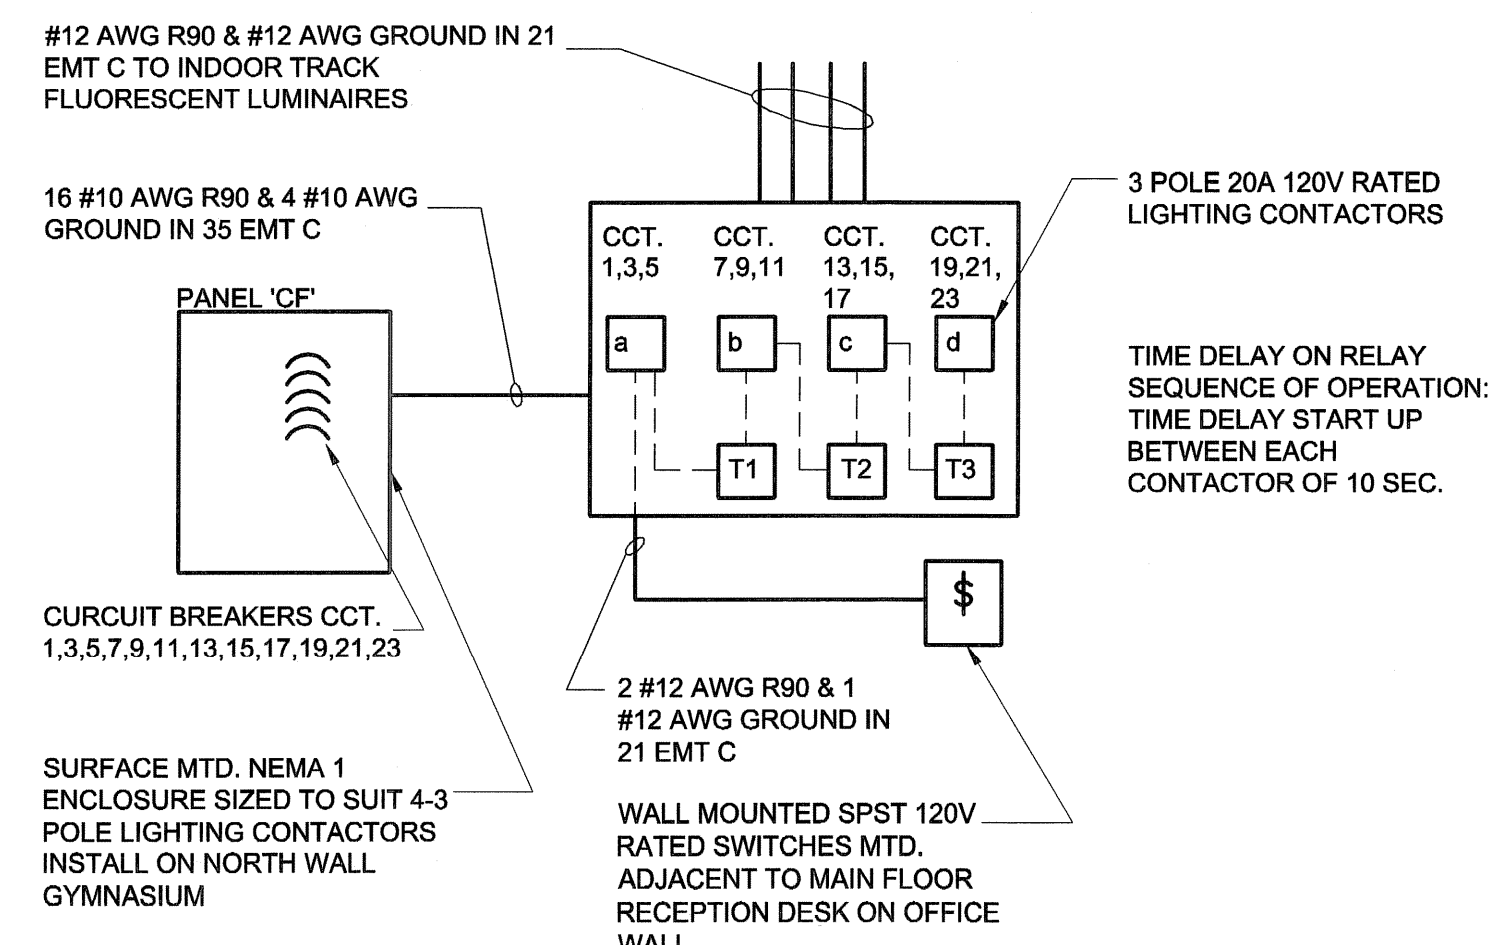 #12 AWG R90 & #12 AWG GROUND IN 21
EMT C TO INDOOR TRACK
FLUORESCENT LUMINAIRES
16 #10 AWG R90 & 4 #10 AWG
GROUND IN 35 EMT C
PANEL 'CF'
CURCUIT BREAKERS CCT.
1,3,5,7,9,11,13,15,17,19,21,23
SURFACE MTD. NEMA 1
ENCLOSURE SIZED TO SUIT 4-3
POLE LIGHTING CONTACTORS
INSTALL ON NORTH WALL
GYMNASIUM
CCT.
1,3,5
CCT.
7,9,11
CCT.
13,15,
17
CCT.
19,21,
23
a
b
c
d
T1
T2
T3
$
2 #12 AWG R90 & 1
#12 AWG GROUND IN
21 EMT C
WALL MOUNTED SPST 120V
RATED SWITCHES MTD.
ADJACENT TO MAIN FLOOR
RECEPTION DESK ON OFFICE
WALL
3 POLE 20A 120V RATED
LIGHTING CONTACTORS
TIME DELAY ON RELAY
SEQUENCE OF OPERATION:
TIME DELAY START UP
BETWEEN EACH
CONTACTOR OF 10 SEC.